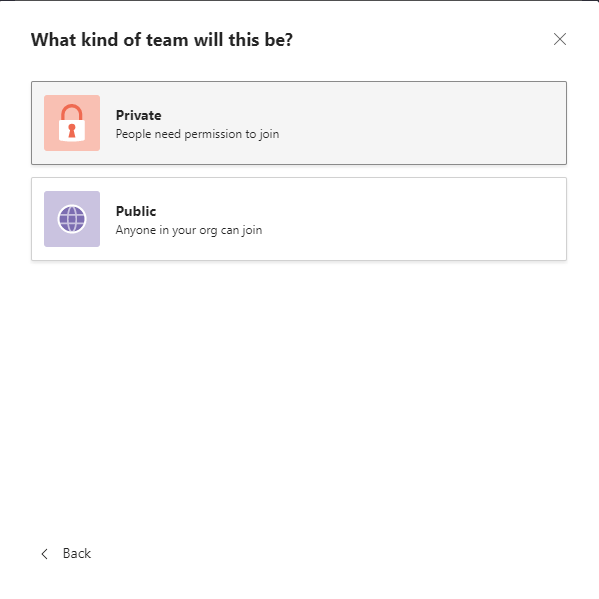 What kind of team will this be?
Private
People need permission to join
Public
Anyone in your org can join
Back